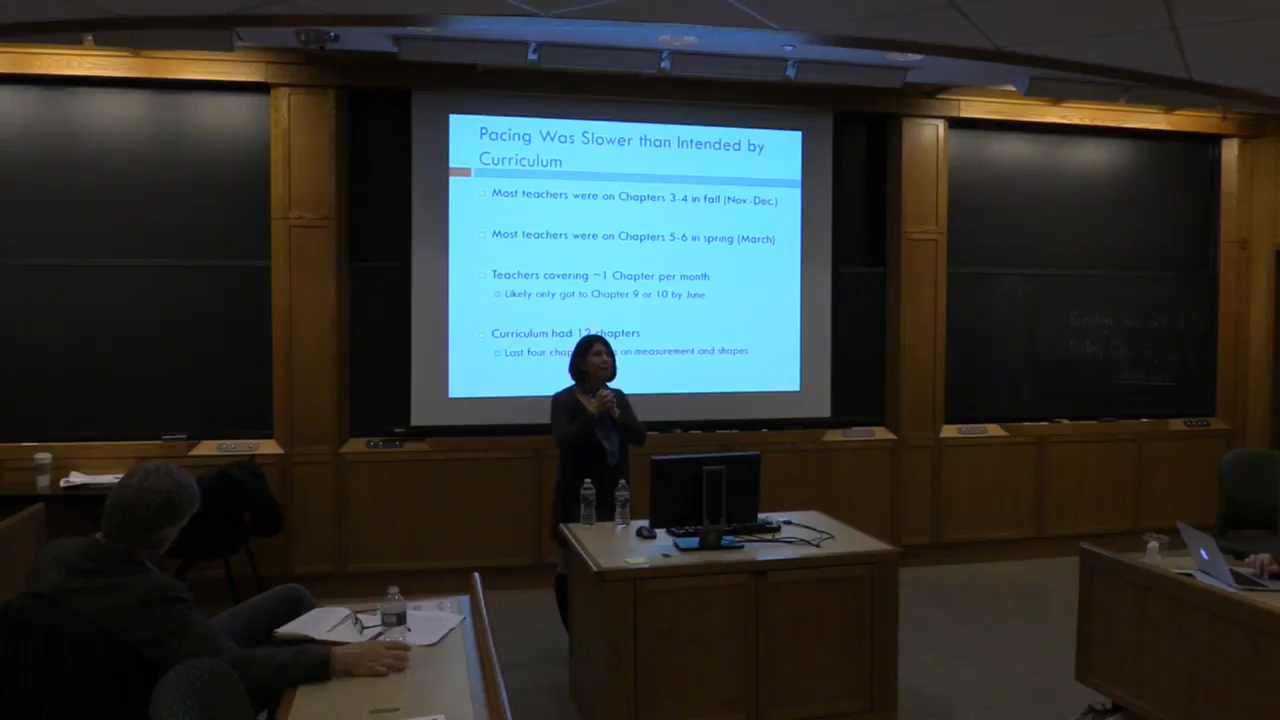 Pacing Was Slower than Intended by
Curriculum
Most teachers were on Chapters 3-4 in fall (Nov.-Dec.)
Most teachers were on Chapters 5-6 in spring (March)
Teachers covering ~1 Chapter per month
Likely only got to Chapter 9 or 10 by June
Curriculum had 12 chapters
Last four on measurement and shapes